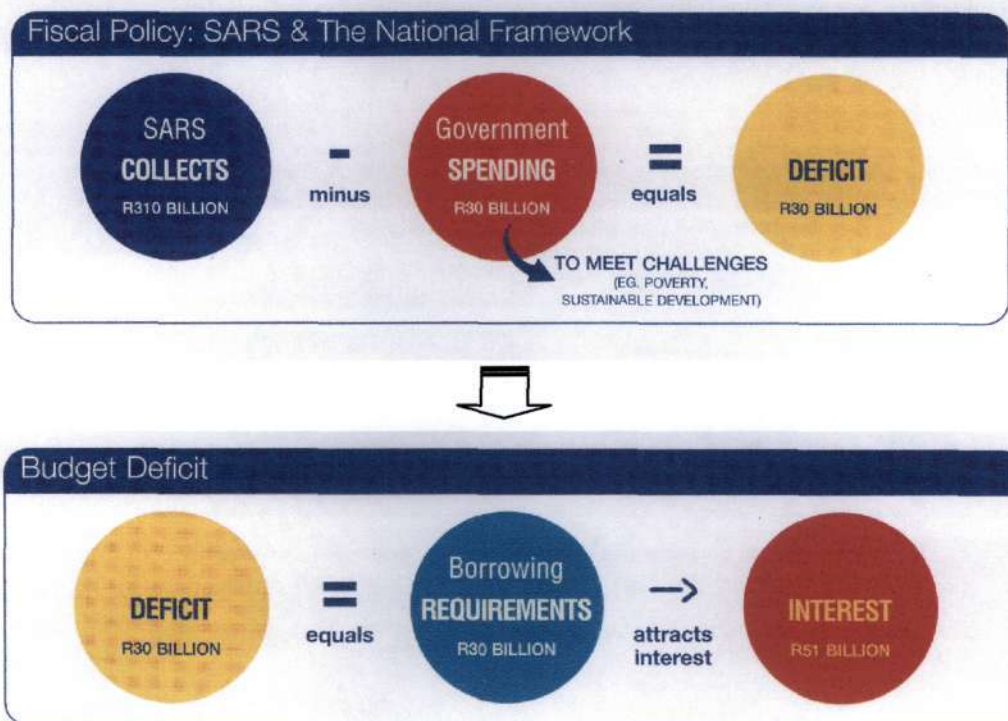 Fiscal Policy: SARS & The National Framework
SARS
COLLECTS
R310 BILLION
-
minus
Government
SPENDING
R30 BILLION
=
equals
DEFICIT
R30 BILLION
TO MEET CHALLENGES
(EG. POVERTY,
SUSTAINABLE DEVELOPMENT)
Budget Deficit
DEFICIT
R30 BILLION
=
equals
Borrowing
REQUIREMENTS
R30 BILLION
attracts
interest
INTEREST
R51 BILLION